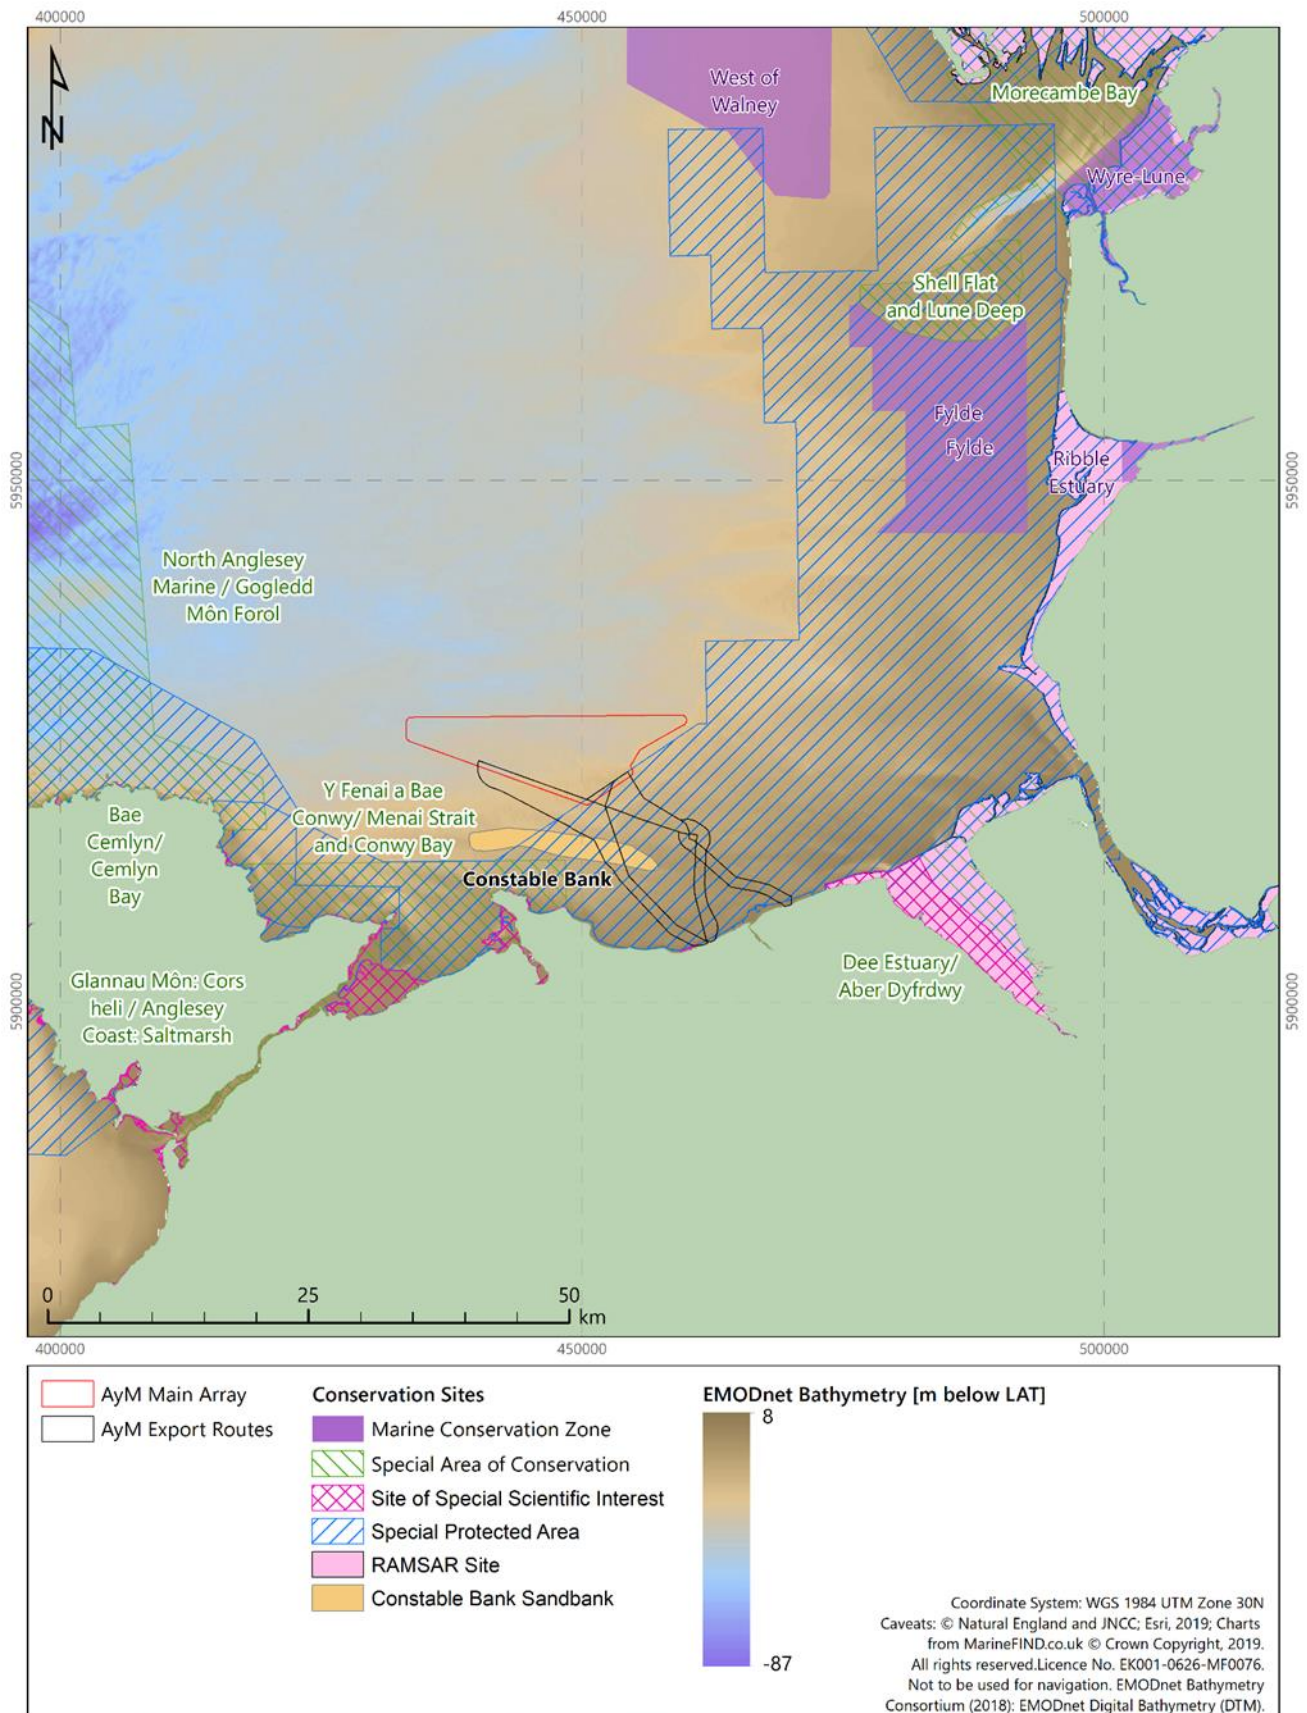 400000
450000
500000
N
West of
Walney
Morecambe Bay
Wyre-Lune
Shell Flat
and Lune Deep
Fylde
Fylde
Ribble
Estuary
5950000
5950000
North Anglesey
Marine / Gogledd
Môn Forol
Y Fenai a Bae
Conwy/ Menai Strait
and Conwy Bay
Bae
Cemlyn/
Cemlyn
Bay
Constable Bank
Dee Estuary/
Aber Dyfrdwy
Glannau Môn: Cors
heli / Anglesey
Coast: Saltmarsh
5900000
5900000
0
25
50
km
400000
450000
500000
AyM Main Array
AyM Export Routes
Conservation Sites
Marine Conservation Zone
Special Area of Conservation
Site of Special Scientific Interest
Special Protected Area
RAMSAR Site
Constable Bank Sandbank
EMODnet Bathymetry [m below LAT]
8
-87
Coordinate System: WGS 1984 UTM Zone 30N
Caveats: © Natural England and JNCC; Esri, 2019; Charts
from MarineFIND.co.uk © Crown Copyright, 2019.
All rights reserved.Licence No. EK001-0626-MF0076.
Not to be used for navigation. EMODnet Bathymetry
Consortium (2018): EMODnet Digital Bathymetry (DTM).